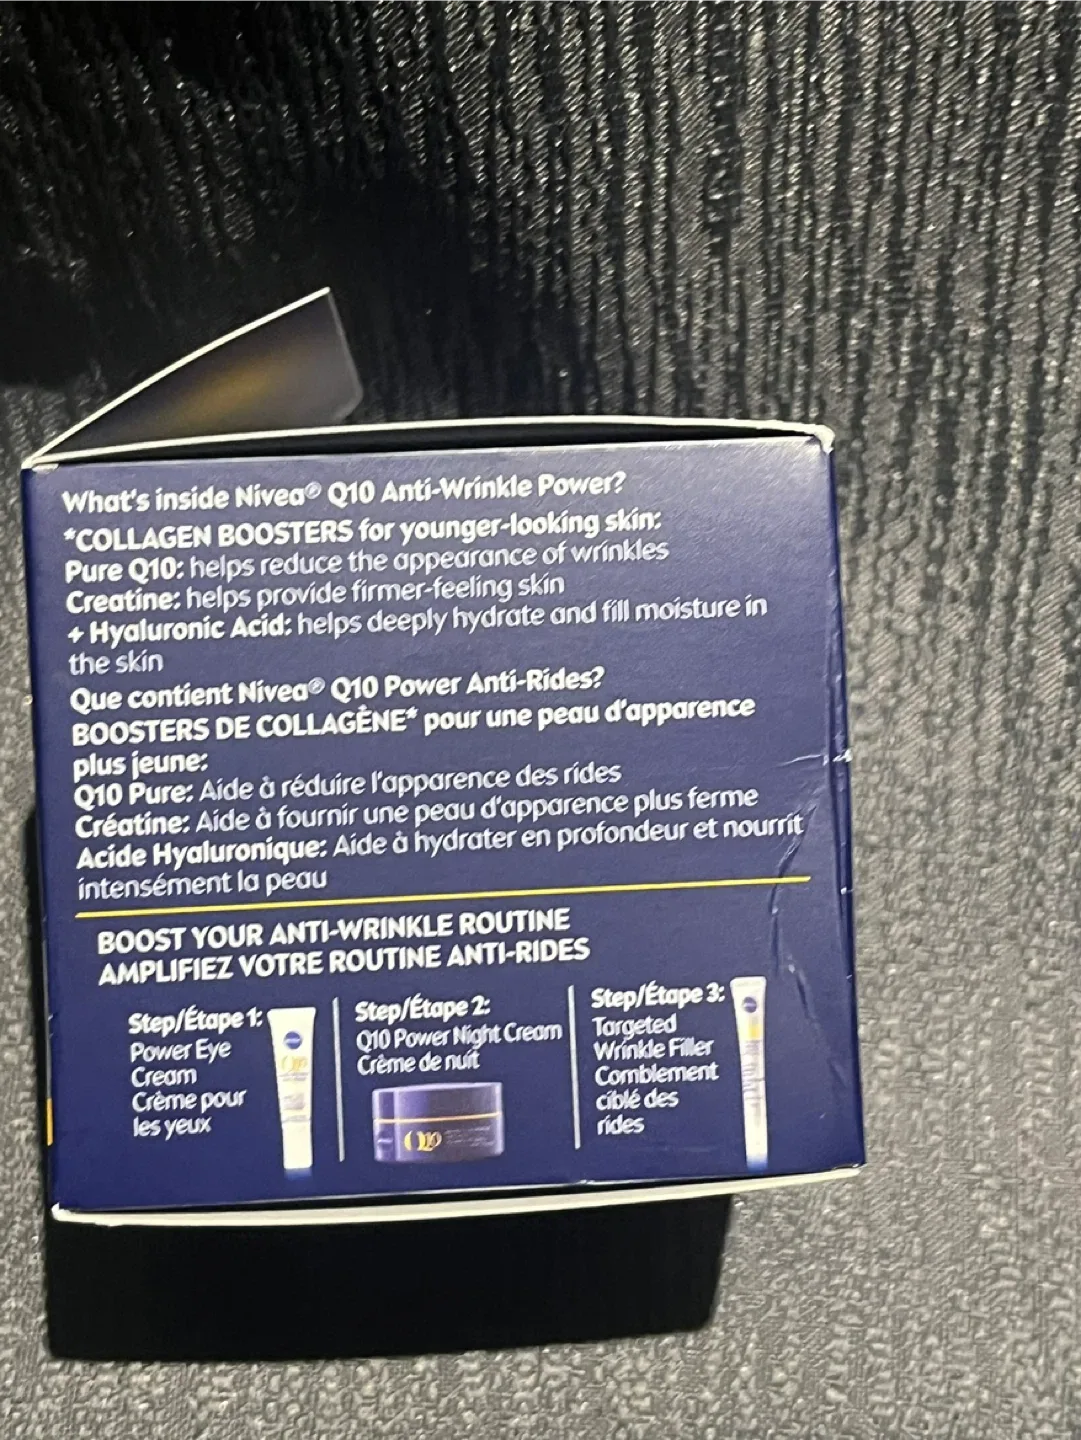 What's inside Nivea® Q10 Anti-Wrinkle Power?
*COLLAGEN BOOSTERS for younger-looking skin:
Pure Q10: helps reduce the appearance of wrinkles
Creatine: helps provide firmer-feeling skin
+ Hyaluronic Acid: helps deeply hydrate and fill moisture in
the skin
Que contient Nivea® Q10 Power Anti-Rides?
BOOSTERS DE COLLAGÈNE* pour une peau d'apparence
plus jeune:
Q10 Pure: Aide à réduire l'apparence des rides
Créatine: Aide à fournir une peau d'apparence plus ferme
Acide Hyaluronique: Aide à hydrater en profondeur et nourrit
intensément la peau
BOOST YOUR ANTI-WRINKLE ROUTINE
AMPLIFIEZ VOTRE ROUTINE ANTI-RIDES
Step/Étape 1:
Power Eye
Cream
Crème pour
les yeux
Q10
Step/Étape 2:
Q10 Power Night Cream
Crème de nuit
Q10
Step/Étape 3:
Targeted
Wrinkle Filler
Comblement
ciblé des
rides